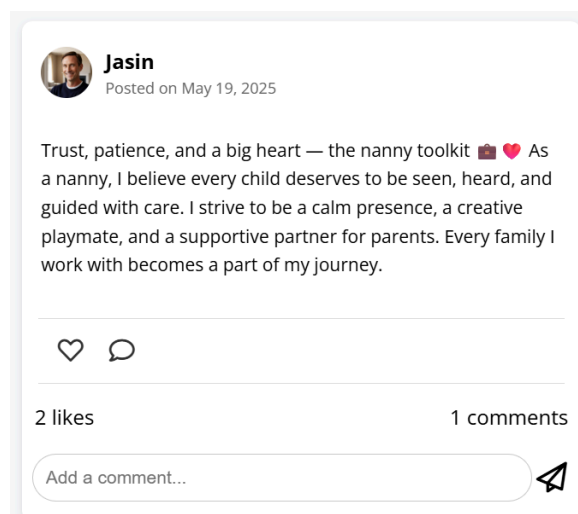 Jasin
Posted on May 19, 2025
Trust, patience, and a big heart — the nanny toolkit 💼 ❤️ As
a nanny, I believe every child deserves to be seen, heard, and
guided with care. I strive to be a calm presence, a creative
playmate, and a supportive partner for parents. Every family I
work with becomes a part of my journey.
2 likes
1 comments
Add a comment...